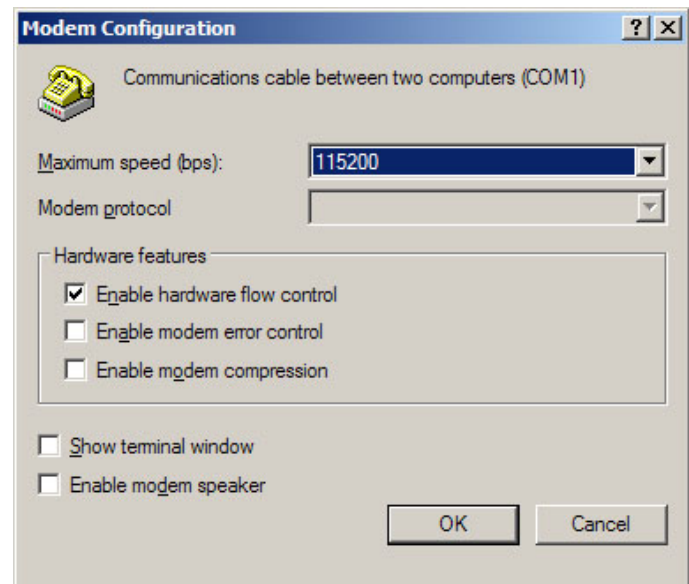 Modem Configuration
Communications cable between two computers (COM1)
Maximum speed (bps):
115200
Modem protocol
Hardware features
Enable hardware flow control
Enable modem error control
Enable modem compression
Show terminal window
Enable modem speaker
OK
Cancel